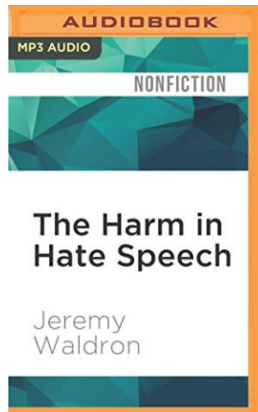 AUDIOBOOK
MP3 AUDIO
NONFICTION
The Harm in
Hate Speech
Jeremy
Waldron